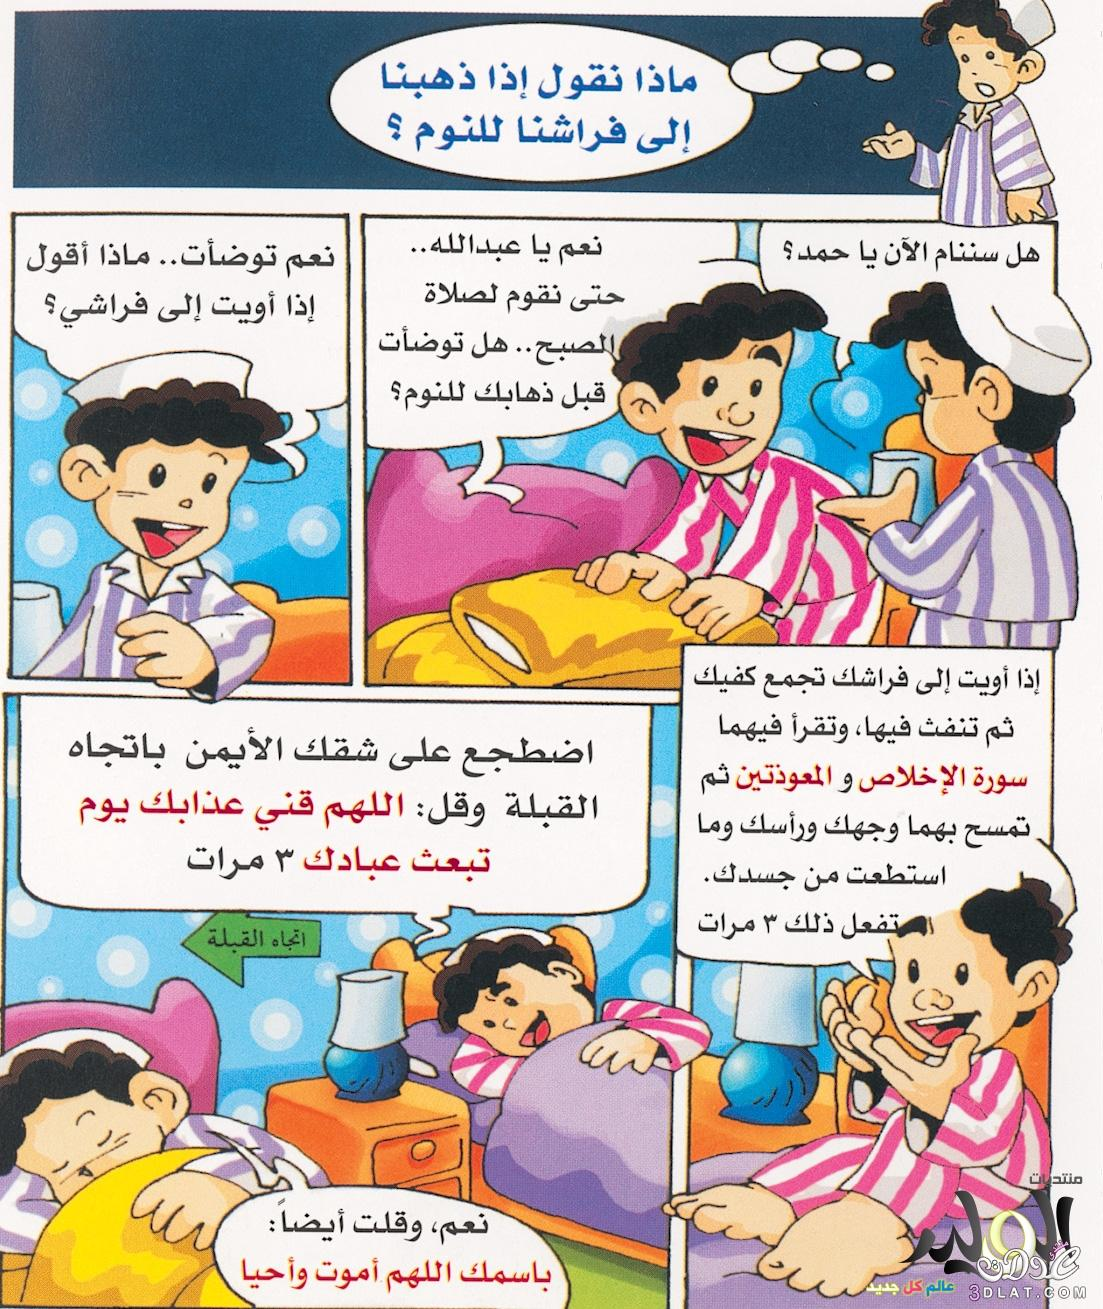 ماذا نقول إذا ذهبنا
إلى فراشنا للنوم ؟
هل سننام الآن يا حمد؟
نعم يا عبدالله..
حتى نقوم لصلاة
الصبح.. هل توضأت
قبل ذهابك للنوم؟
نعم توضأت.. ماذا أقول
إذا أويت إلى فراشي؟
إذا أويت إلى فراشك تجمع كفيك
ثم تنفث فيها، وتقرأ فيهما
سورة الإخلاص و المعوذتين ثم
تمسح بهما وجهك ورأسك وما
استطعت من جسدك.
تفعل ذلك ٣ مرات
اضطجع على شقك الأيمن باتجاه
القبلة وقل: اللهم قني عذابك يوم
تبعث عبادك ٣ مرات
اتجاه القبلة
نعم، وقلت أيضاً:
باسمك اللهم أموت وأحيا
منتديات
عالم كل جديد
3DLAT.COM